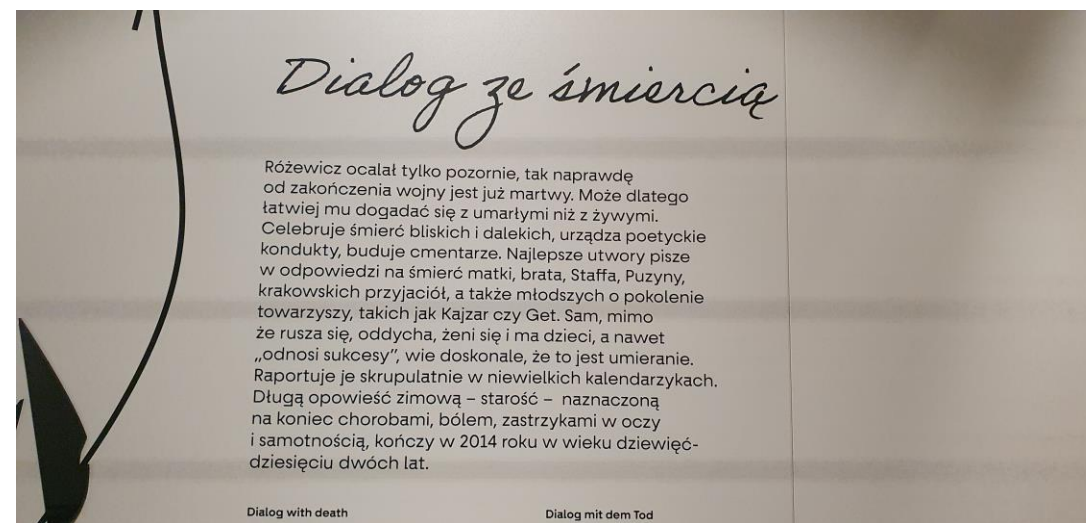 Dialog ze śmiercią
Różewicz ocalał tylko pozornie, tak naprawdę
od zakończenia wojny jest już martwy. Może dlatego
łatwiej mu dogadać się z umarłymi niż z żywymi.
Celebruje śmierć bliskich i dalekich, urządza poetyckie
kondukty, buduje cmentarze. Najlepsze utwory pisze
w odpowiedzi na śmierć matki, brata, Staffa, Puzyny,
krakowskich przyjaciół, a także młodszych o pokolenie
towarzyszy, takich jak Kajzar czy Get. Sam, mimo
że rusza się, oddycha, żeni się i ma dzieci, a nawet
„odnosi sukcesy”, wie doskonale, że to jest umieranie.
Raportuje je skrupulatnie w niewielkich kalendarzykach.
Długą opowieść zimową – starość – naznaczoną
na koniec chorobami, bólem, zastrzykami w oczy
i samotnością, kończy w 2014 roku w wieku dziewięć-
dziesięciu dwóch lat.
Dialog with death
Dialog mit dem Tod